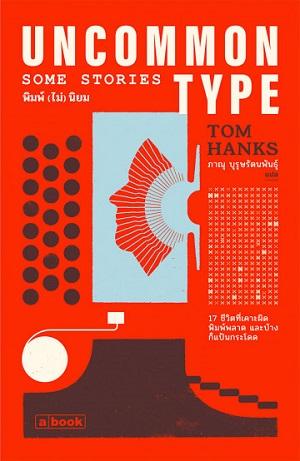 UNCOMMON
SOME STORIES TYPE
พิมพ์ (ไม่) นิยม
TOM
HANKS
ภาณุ บุรุษรัตนพันธุ์
แปล
17 ชีวิตที่เคาะผิด
พิมพ์พลาด และบ้าง
ก็เป็นกระโดด
a book